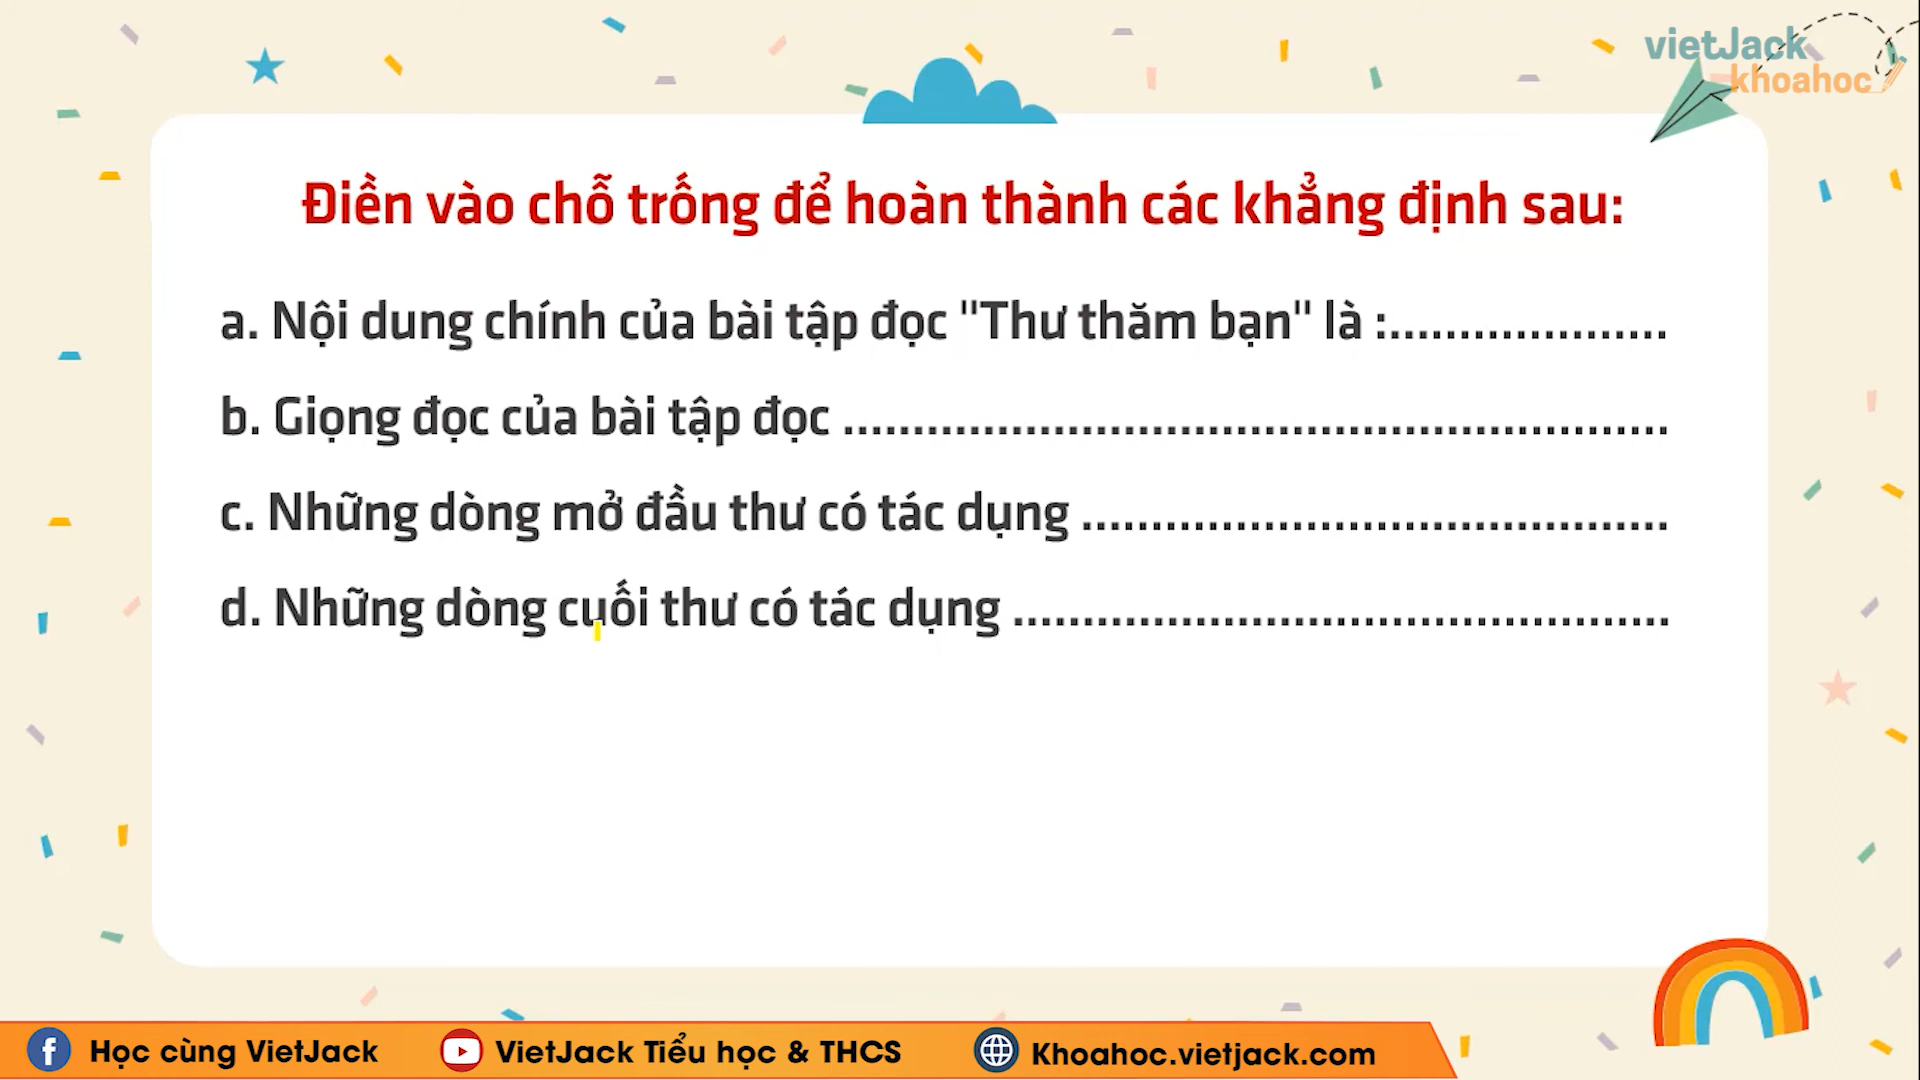 vietJack
khoahoc
Điền vào chỗ trống để hoàn thành các khẳng định sau:
a. Nội dung chính của bài tập đọc "Thư thăm bạn" là :....................
b. Giọng đọc của bài tập đọc ...........................................................
c. Những dòng mở đầu thư có tác dụng ..........................................
d. Những dòng cuối thư có tác dụng ...............................................
Học cùng VietJack
VietJack Tiểu học & THCS
Khoahoc.vietjack.com